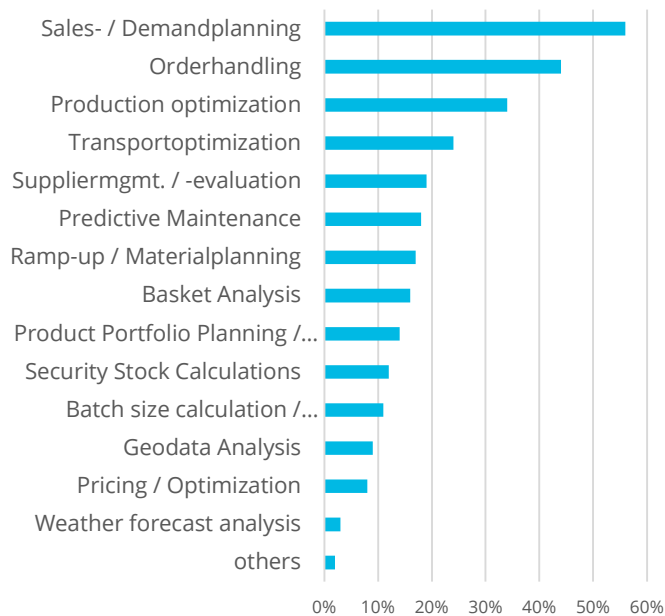 Sales- / Demandplanning
Orderhandling
Production optimization
Transportoptimization
Suppliermgmt. / -evaluation
Predictive Maintenance
Ramp-up / Materialplanning
Basket Analysis
Product Portfolio Planning /...
Security Stock Calculations
Batch size calculation /...
Geodata Analysis
Pricing / Optimization
Weather forecast analysis
others
0% 10% 20% 30% 40% 50% 60%